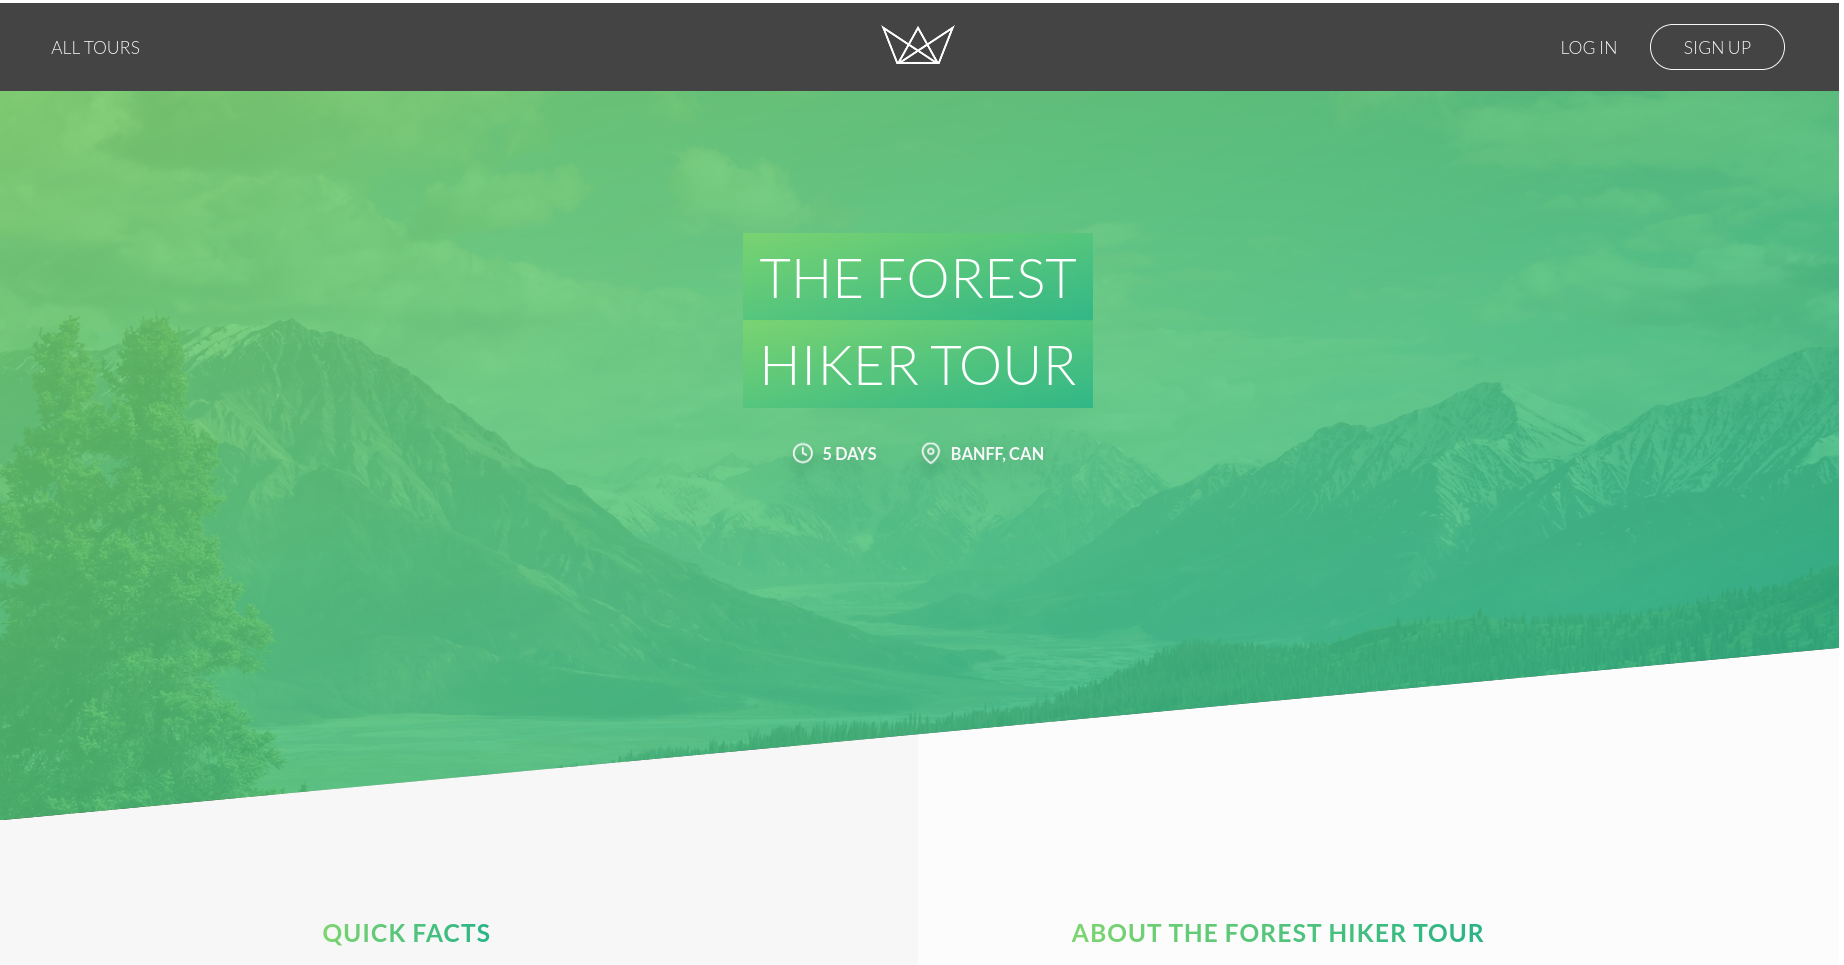 ALL TOURS
LOG IN
SIGN UP
THE FOREST
HIKER TOUR
5 DAYS
BANFF, CAN
QUICK FACTS
ABOUT THE FOREST HIKER TOUR